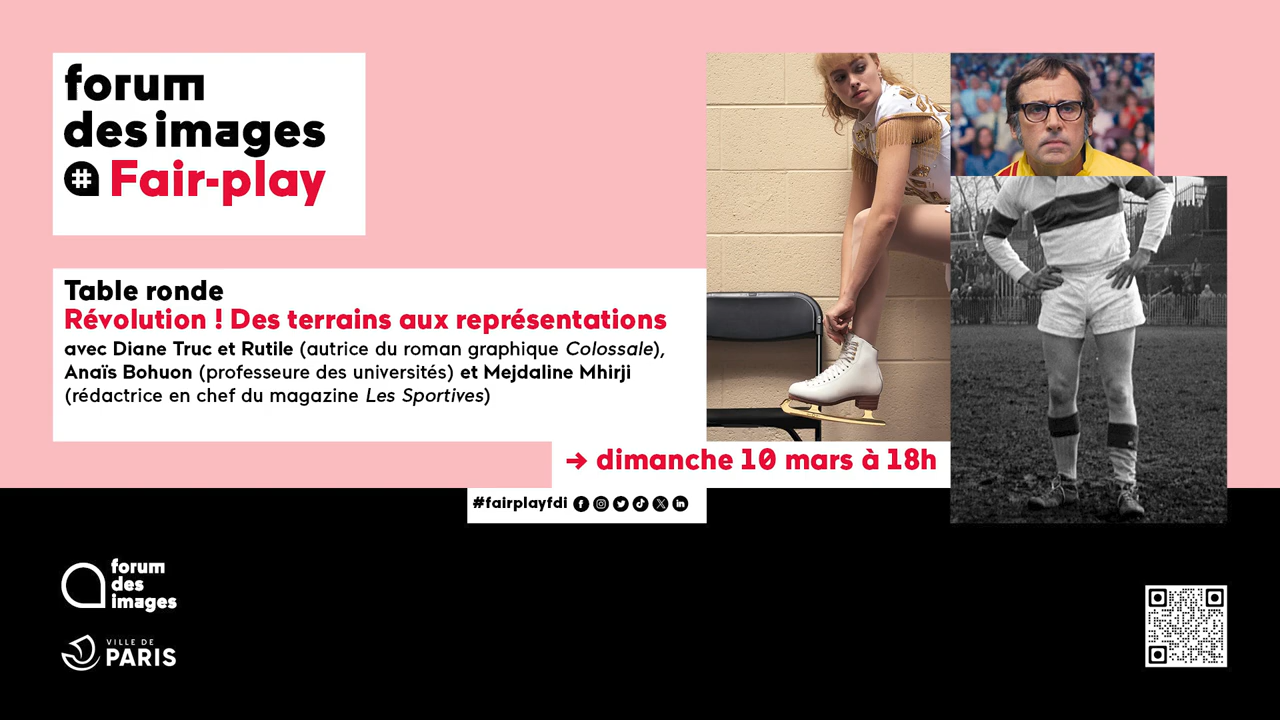 forum
des images
# Fair-play
Table ronde
Révolution ! Des terrains aux représentations
avec Diane Truc et Rutile (autrice du roman graphique Colossale),
Anaïs Bohuon (professeure des universités) et Mejdaline Mhirji
(rédactrice en chef du magazine Les Sportives)
→ dimanche 10 mars à 18h
#fairplayfdi
forum
des
images
VILLE DE
PARIS